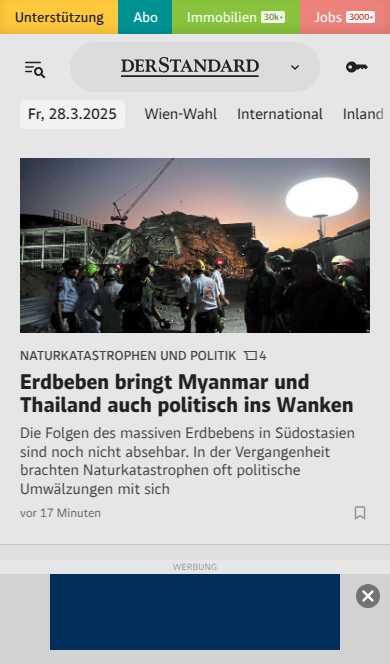 Unterstützung Abo Immobilien 30k+ Jobs 3000+
DERSTANDARD
Fr, 28.3.2025 Wien-Wahl International Inland
NATURKATASTROPHEN UND POLITIK 4
Erdbeben bringt Myanmar und
Thailand auch politisch ins Wanken
Die Folgen des massiven Erdbebens in Südostasien
sind noch nicht absehbar. In der Vergangenheit
brachten Naturkatastrophen oft politische
Umwälzungen mit sich
vor 17 Minuten
WERBUNG